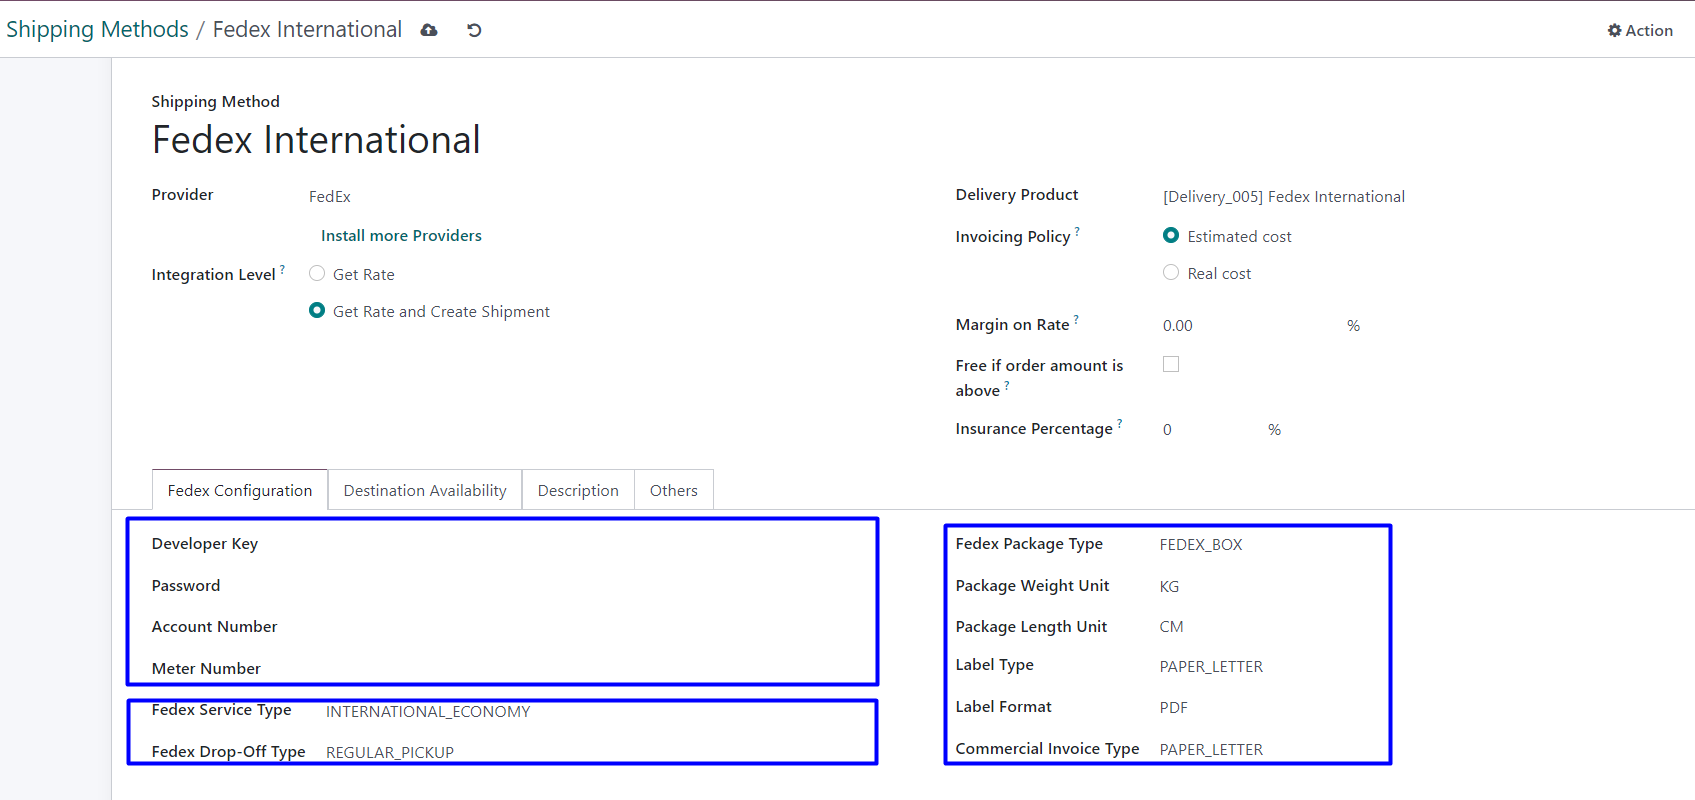 Shipping Methods / Fedex International
Action
Shipping Method
Fedex International
Provider FedEx
Install more Providers
Integration Level ? Get Rate
Get Rate and Create Shipment
Delivery Product [Delivery_005] Fedex International
Invoicing Policy ? Estimated cost
Real cost
Margin on Rate ? 0.00 %
Free if order amount is
above ?
Insurance Percentage ? 0 %
Fedex Configuration Destination Availability Description Others
Developer Key
Password
Account Number
Meter Number
Fedex Service Type INTERNATIONAL_ECONOMY
Fedex Drop-Off Type REGULAR_PICKUP
Fedex Package Type FEDEX_BOX
Package Weight Unit KG
Package Length Unit CM
Label Type PAPER_LETTER
Label Format PDF
Commercial Invoice Type PAPER_LETTER